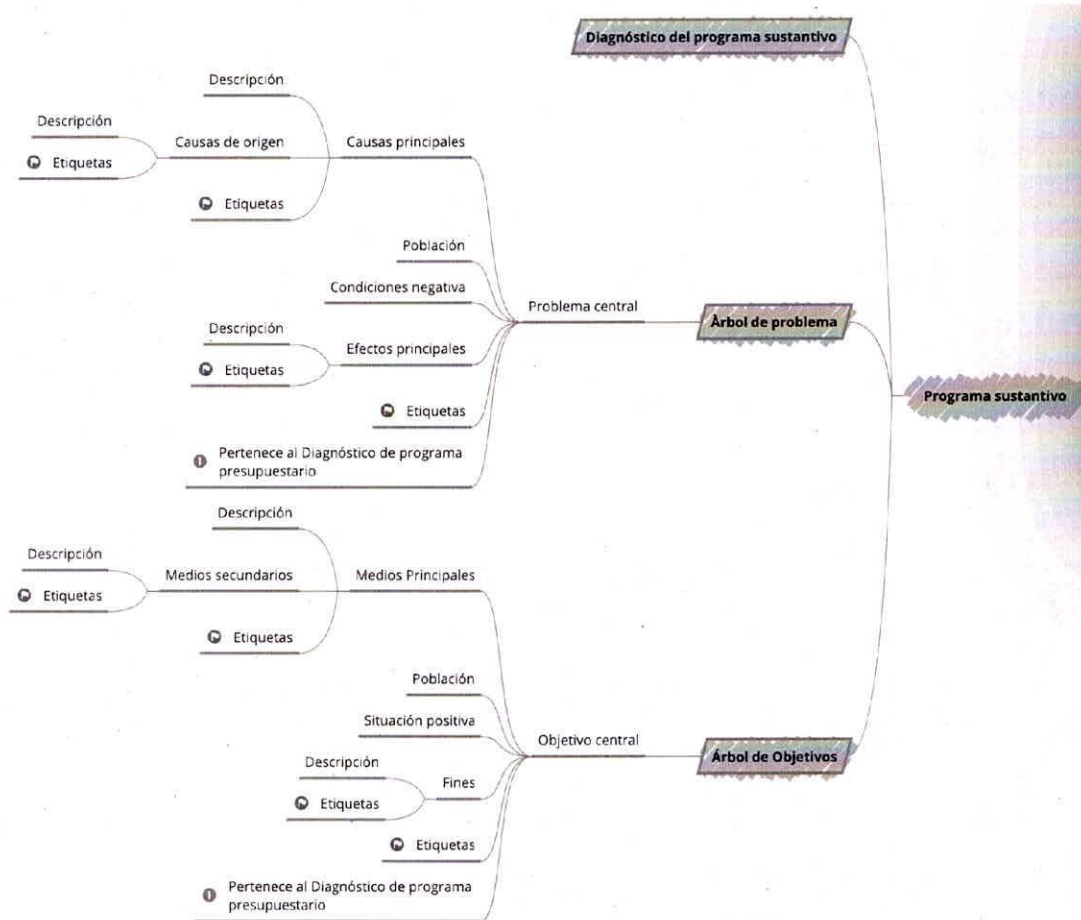 Diagnóstico del programa sustantivo
Descripción
Descripción
Causas de origen
Causas principales
Etiquetas
Etiquetas
Población
Condiciones negativa
Problema central
Árbol de problema
Descripción
Efectos principales
Etiquetas
Programa sustantivo
Etiquetas
Pertenece al Diagnóstico de programa
presupuestario
Descripción
Descripción
Medios secundarios
Medios Principales
Etiquetas
Etiquetas
Población
Situación positiva
Objetivo central
Árbol de Objetivos
Descripción
Fines
Etiquetas
Etiquetas
Pertenece al Diagnóstico de programa
presupuestario